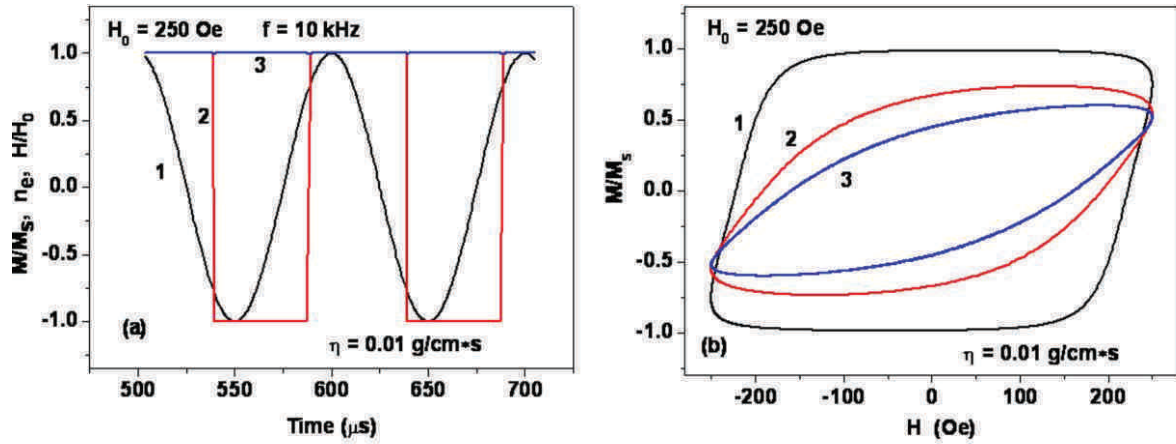 H₀ = 250 Oe f = 10 kHz
M/Mₛ, nₑ, H/H₀
1.0
0.5
0.0
-0.5
-1.0
3
2
1
(a)
η = 0.01 g/cm*s
500 550 600 650 700
Time (μs)
H₀ = 250 Oe
M/Mₛ
1.0
0.5
0.0
-0.5
-1.0
1
2
3
(b)
η = 0.01 g/cm*s
-200 -100 0 100 200
H (Oe)